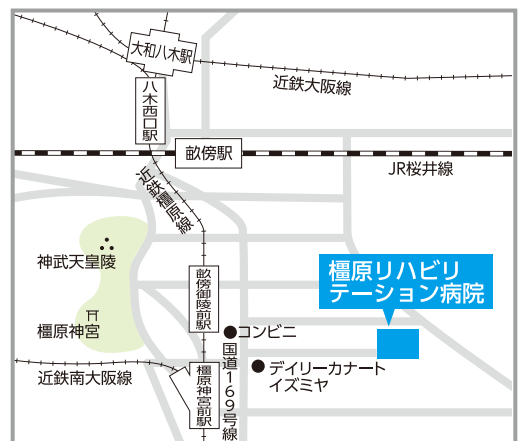 大和八木駅
近鉄大阪線
八木西口駅
畝傍駅
JR桜井線
近鉄橿原線
神武天皇陵
橿原リハビリ
テーション病院
畝傍御陵前駅
橿原神宮
コンビニ
国道169号線
デイリーカナート
イズミヤ
近鉄南大阪線
橿原神宮前駅